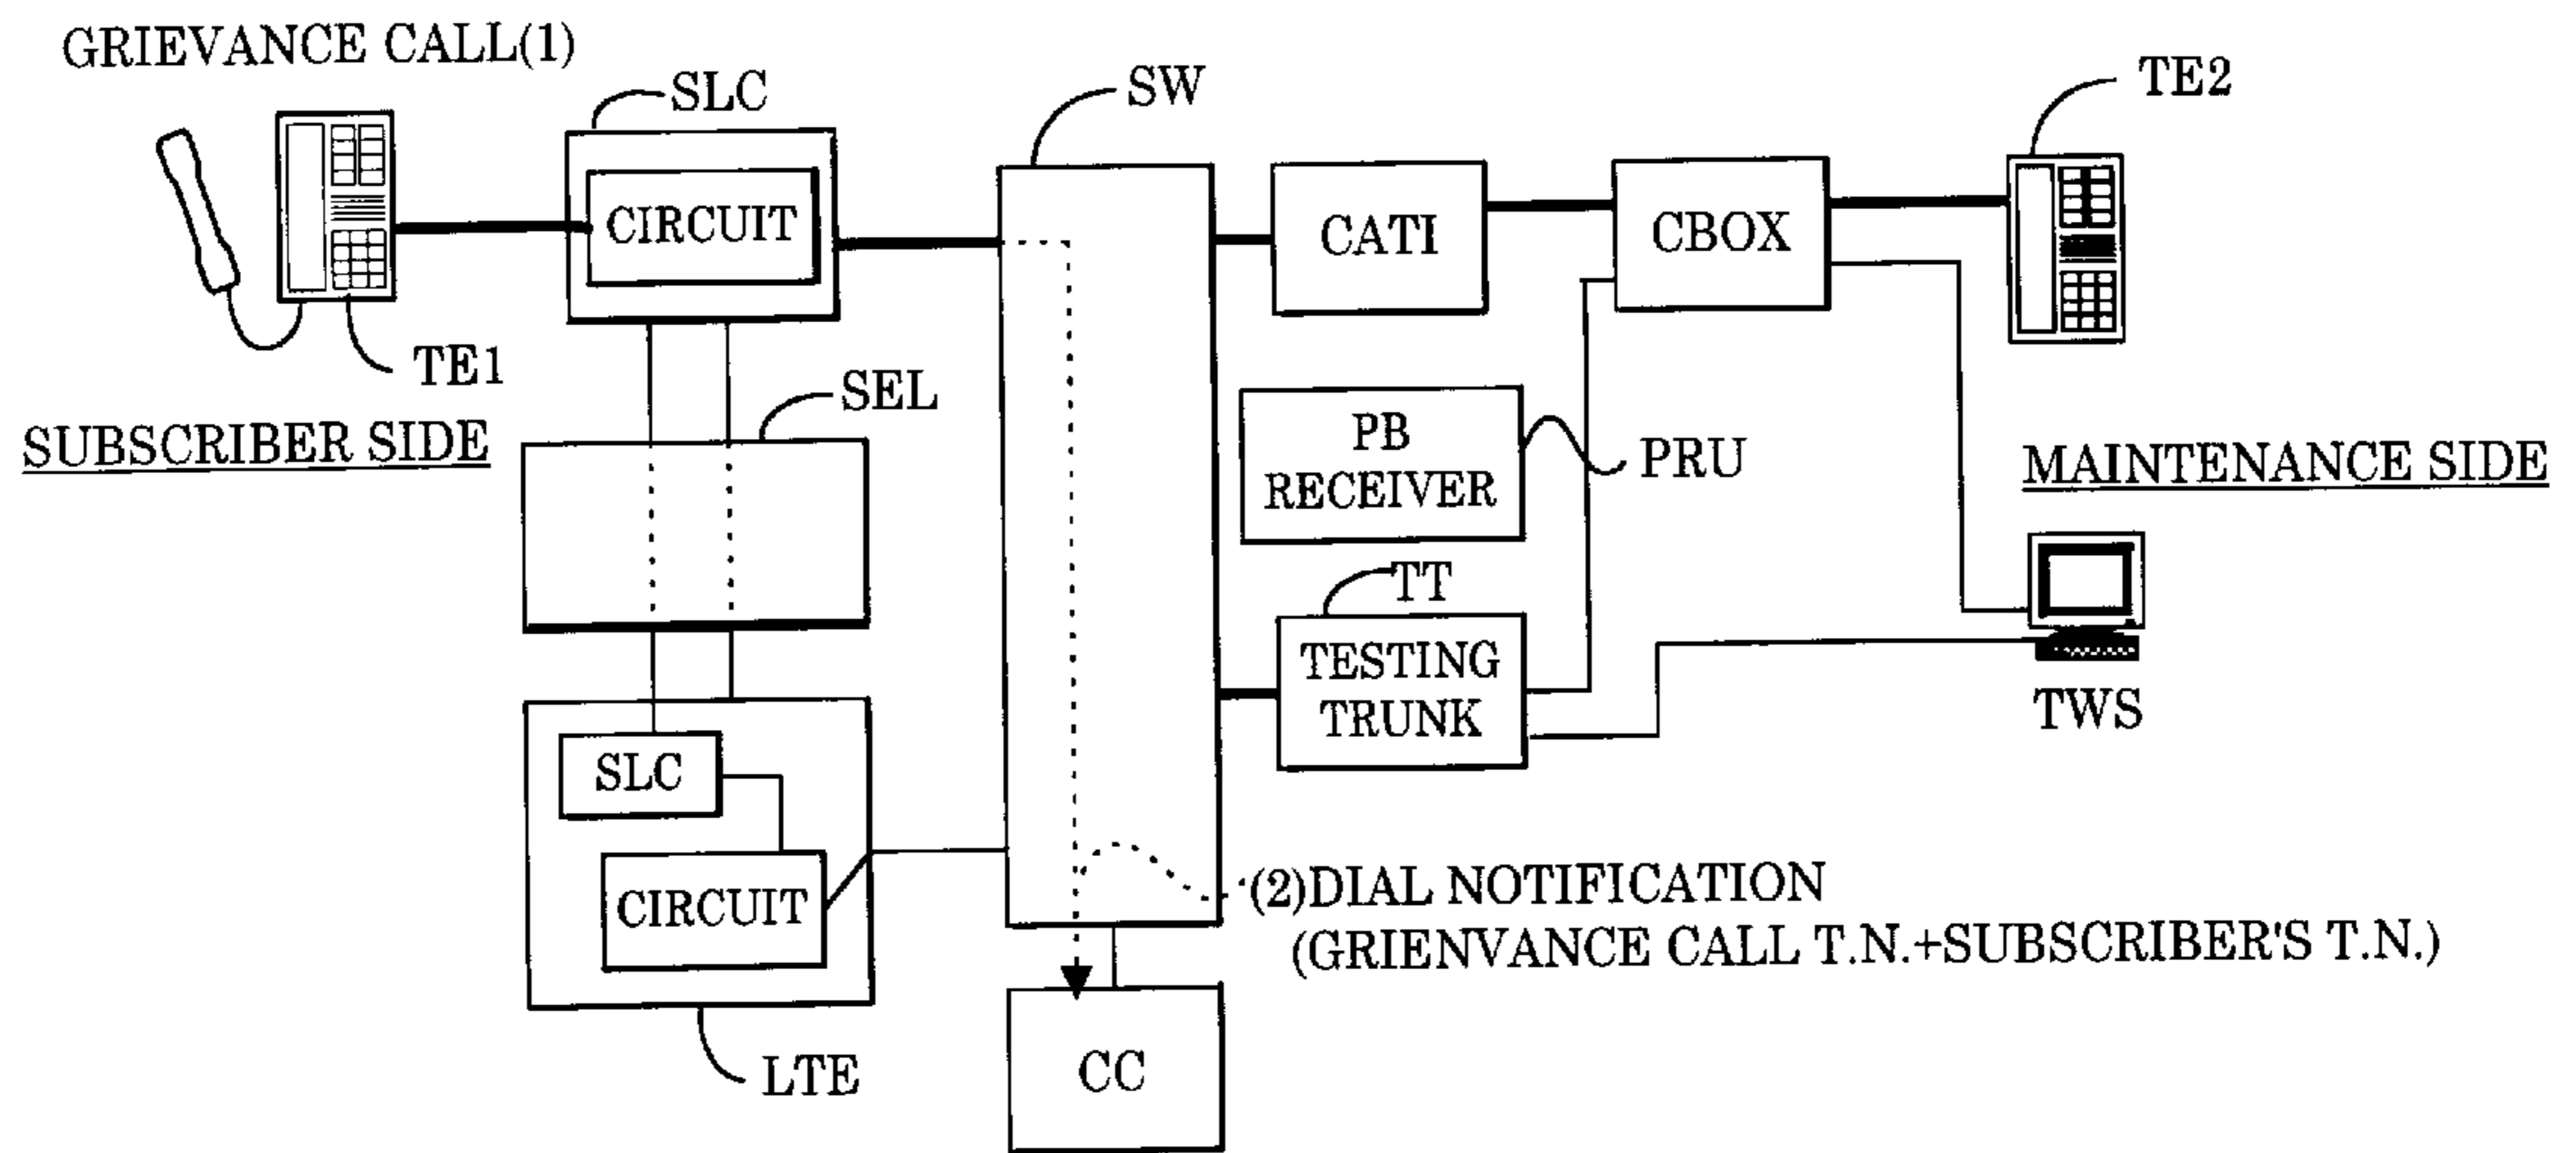 GRIEVANCE CALL(1)
SLC
SW
TE2
CIRCUIT
CATI
CBOX
TE1
SEL
SUBSCRIBER SIDE
PB
RECEIVER
PRU
MAINTENANCE SIDE
TT
TESTING
TRUNK
TWS
SLC
CIRCUIT
(2)DIAL NOTIFICATION
(GRIENVANCE CALL T.N.+SUBSCRIBER'S T.N.)
LTE
CC